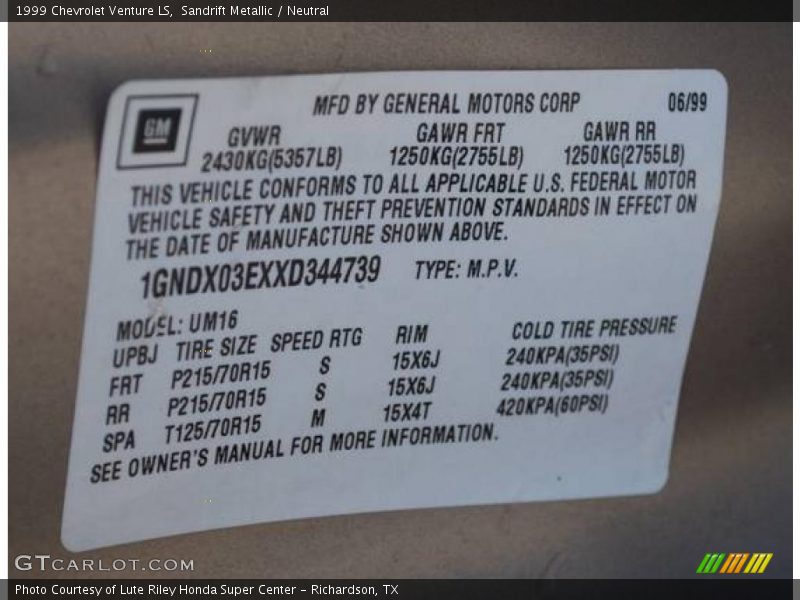 1999 Chevrolet Venture LS,  Sandrift Metallic / Neutral
GM
MFD BY GENERAL MOTORS CORP 06/99
GVWR GAWR FRT GAWR RR
2430KG(5357LB) 1250KG(2755LB) 1250KG(2755LB)
THIS VEHICLE CONFORMS TO ALL APPLICABLE U.S. FEDERAL MOTOR
VEHICLE SAFETY AND THEFT PREVENTION STANDARDS IN EFFECT ON
THE DATE OF MANUFACTURE SHOWN ABOVE.
1GNDX03EXXD344739 TYPE: M.P.V.
MODEL: UM16
UPBJ TIRE SIZE SPEED RTG RIM COLD TIRE PRESSURE
FRT P215/70R15 S 15X6J 240KPA(35PSI)
RR P215/70R15 S 15X6J 240KPA(35PSI)
SPA T125/70R15 M 15X4T 420KPA(60PSI)
SEE OWNER'S MANUAL FOR MORE INFORMATION.
GTCARLOT.COM
Photo Courtesy of Lute Riley Honda Super Center - Richardson, TX